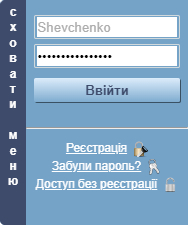 сховати меню
Shevchenko
••••••••••••••••
Ввійти
Реєстрація
Забули пароль?
Доступ без реєстрації